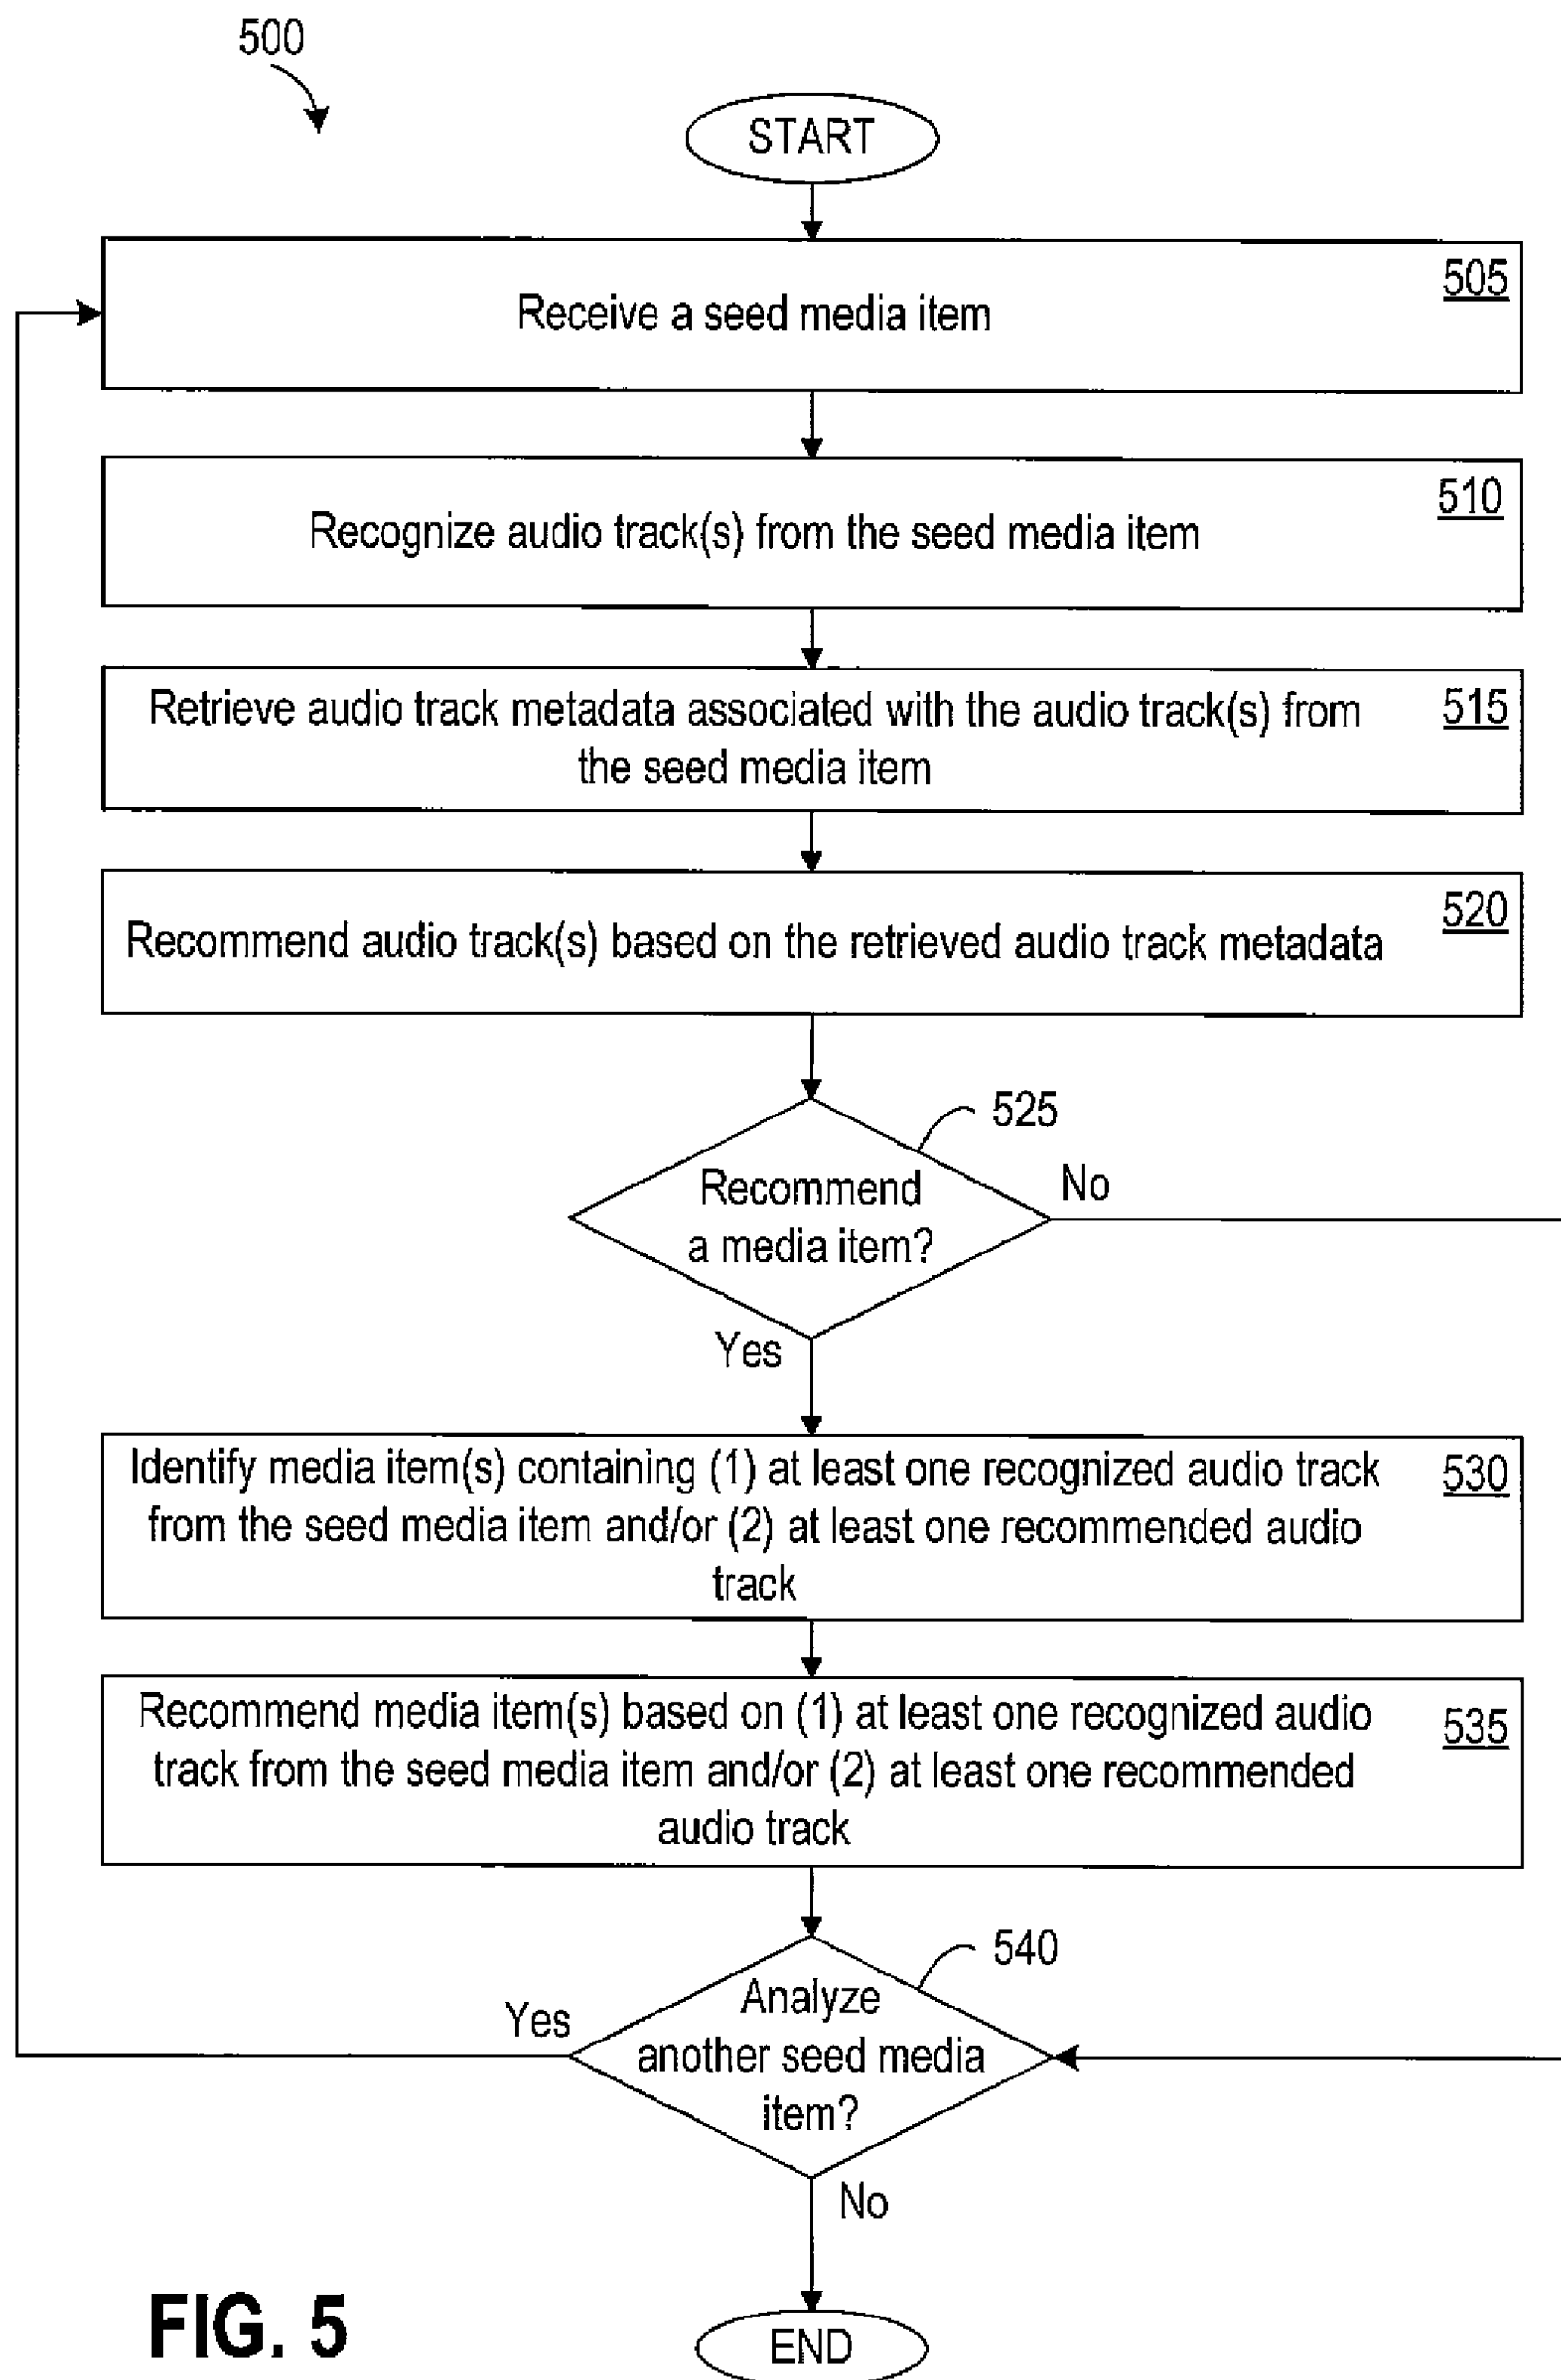 500
START
505
Receive a seed media item
510
Recognize audio track(s) from the seed media item
Retrieve audio track metadata associated with the audio track(s) from
515
the seed media item
520
Recommend audio track(s) based on the retrieved audio track metadata
525
Recommend
a media item?
No
Yes
Identify media item(s) containing (1) at least one recognized audio track
530
from the seed media item and/or (2) at least one recommended audio
track
Recommend media item(s) based on (1) at least one recognized audio
535
track from the seed media item and/or (2) at least one recommended
audio track
540
Analyze
another seed media
item?
Yes
No
END
FIG. 5